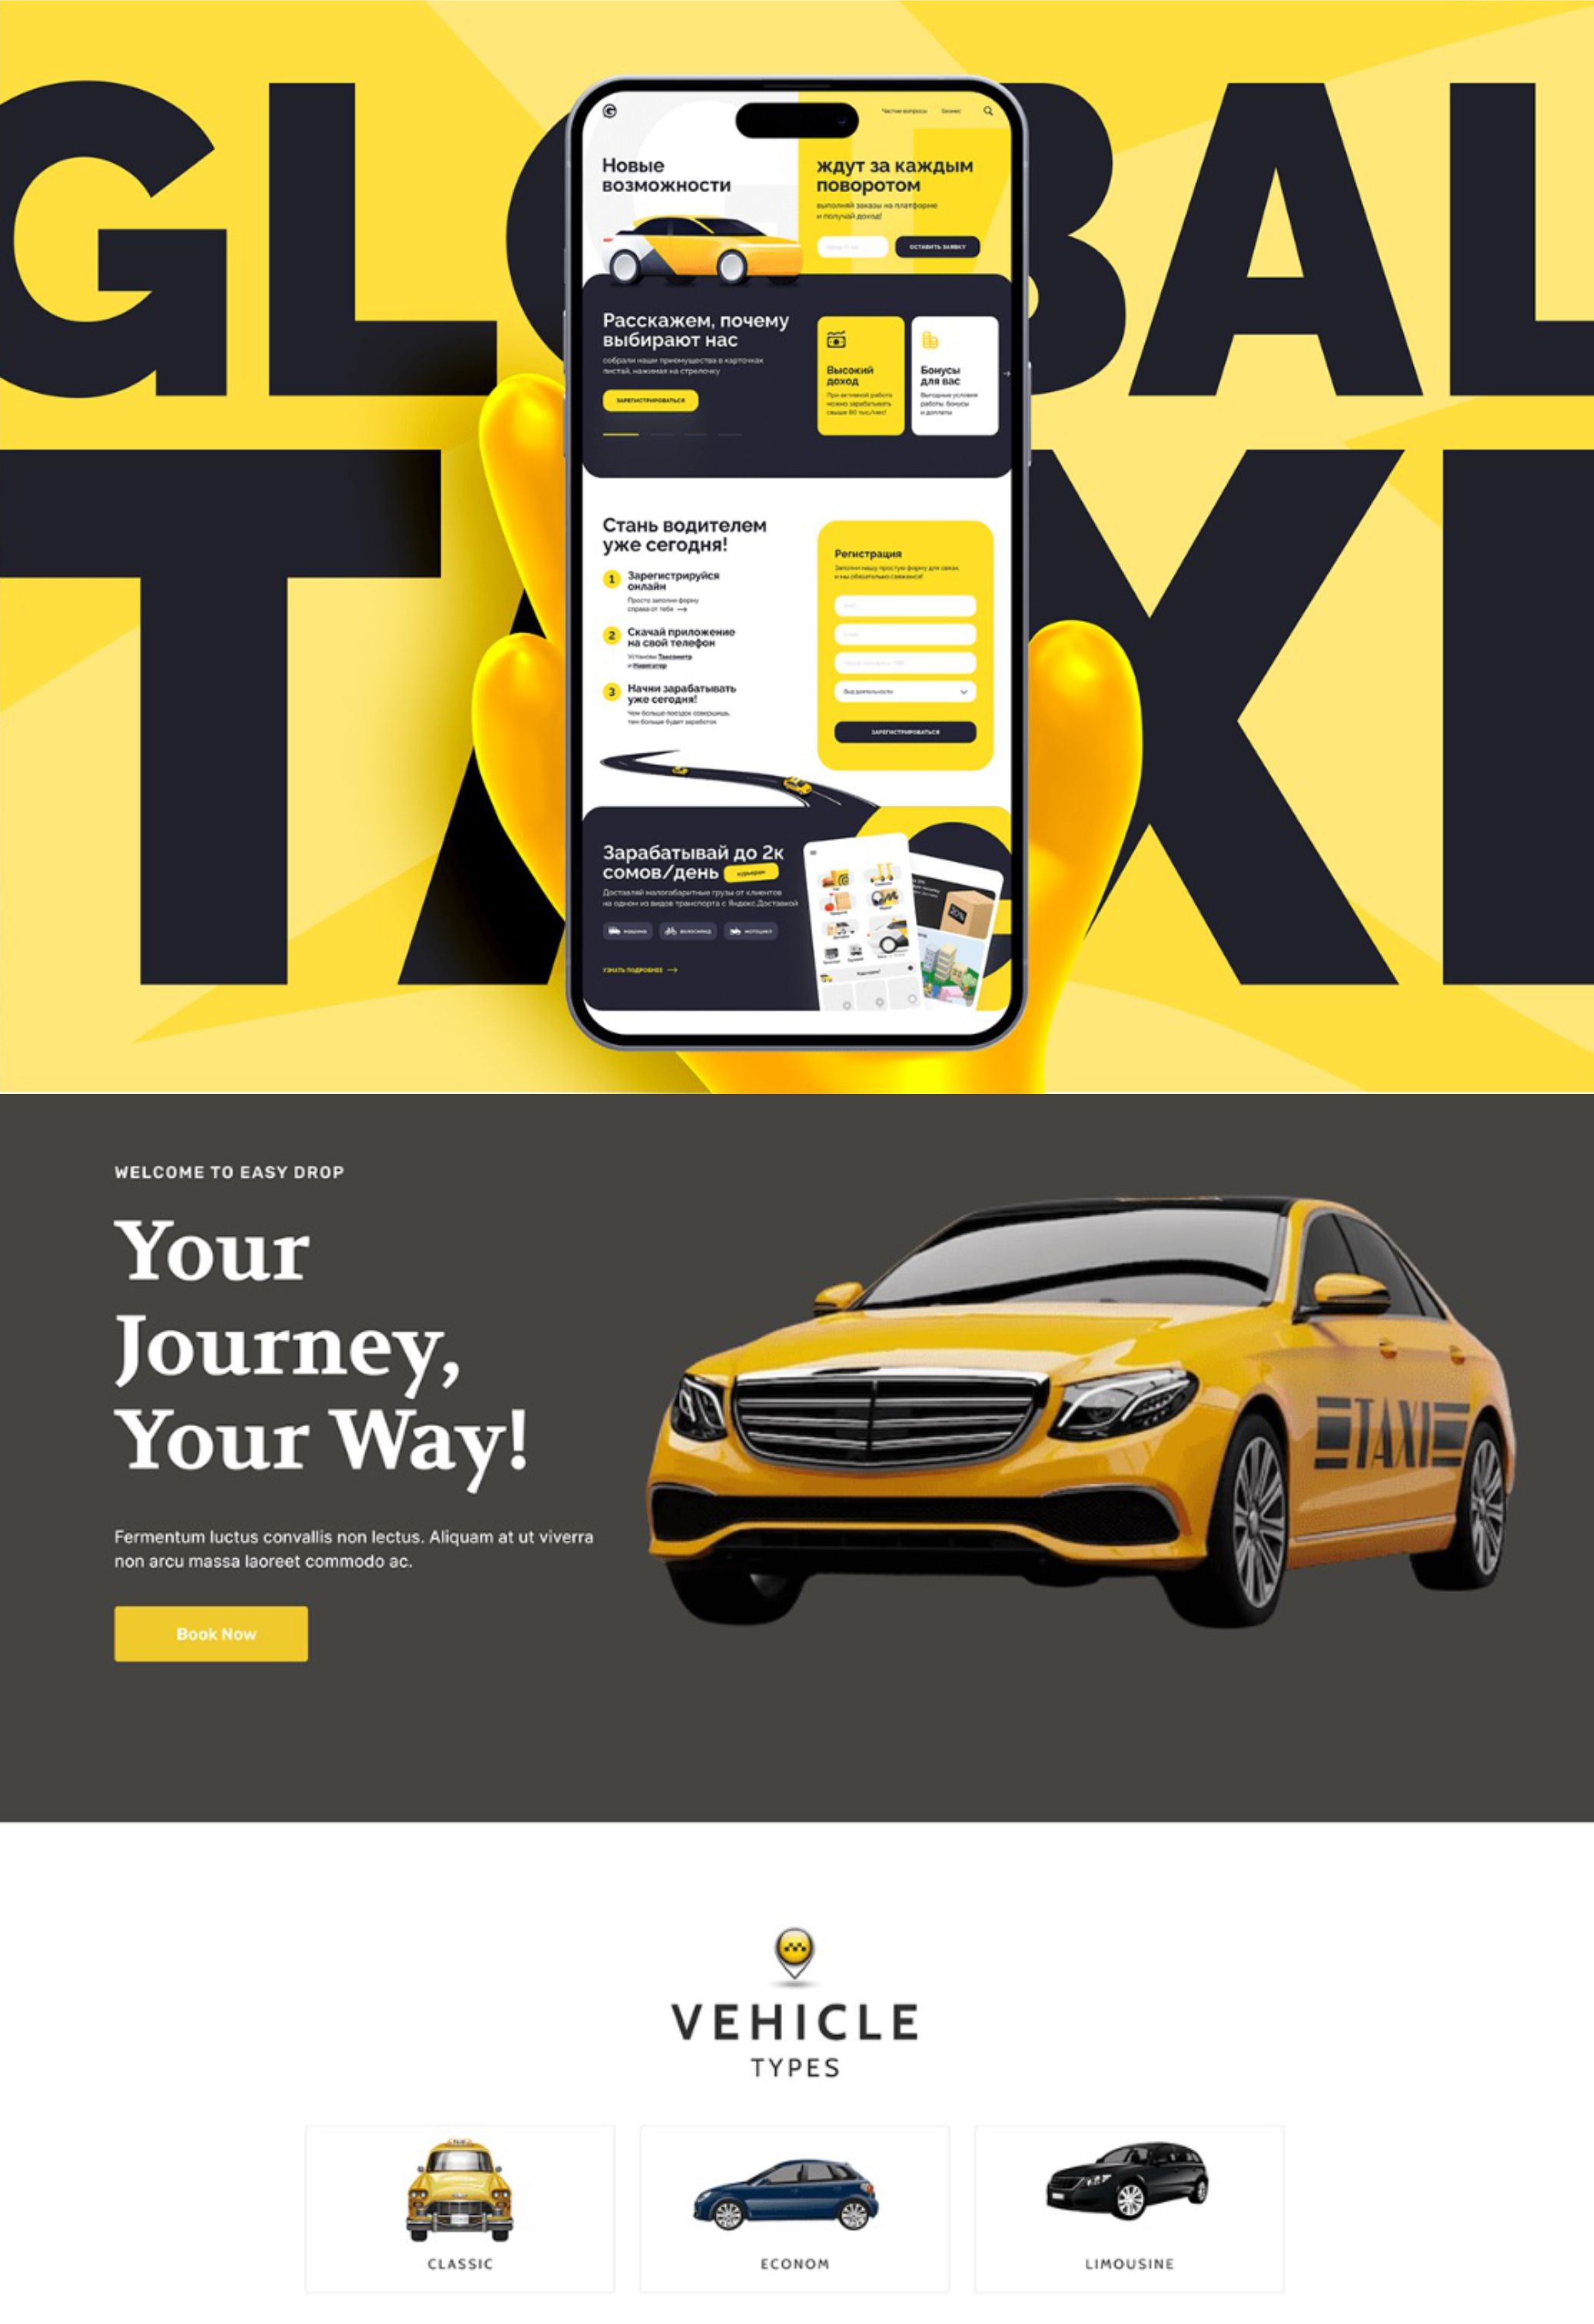 GLOBAL
TAXI
Частые вопросы Бизнес
Новые
возможности
ждут за каждым
поворотом
выполняй заказы на платформе
и получай доход!
ОСТАВИТЬ ЗАЯВКУ
Расскажем, почему
выбирают нас
собрали наши преимущества в карточках
листай, нажимая на стрелочку
ЗАРЕГИСТРИРОВАТЬСЯ
Высокий
доход
При активной работе
можно зарабатывать
свыше 90 тыс./мес!
Бонусы
для вас
Выгодные условия
работы, бонусы
и доплаты
Стань водителем
уже сегодня!
1 Зарегистрируйся
онлайн
Просто заполни форму
справа от тебя →
2 Скачай приложение
на свой телефон
Установи Таксометр
и Навигатор
3 Начни зарабатывать
уже сегодня!
Чем больше поездок совершишь,
тем больше будет заработок
Регистрация
Заполни нашу простую форму для связи,
и мы обязательно свяжемся!
Вид деятельности
ЗАРЕГИСТРИРОВАТЬСЯ
Зарабатывай до 2к
сомов/день курьером
Доставляй малогабаритные грузы от клиентов
на одном из видов транспорта с Яндекс.Доставкой
машина велосипед мотоцикл
УЗНАТЬ ПОДРОБНЕЕ →
20%
WELCOME TO EASY DROP
Your
Journey,
Your Way!
Fermentum luctus convallis non lectus. Aliquam at ut viverra
non arcu massa laoreet commodo ac.
Book Now
TAXI
VEHICLE
TYPES
CLASSIC
ECONOM
LIMOUSINE